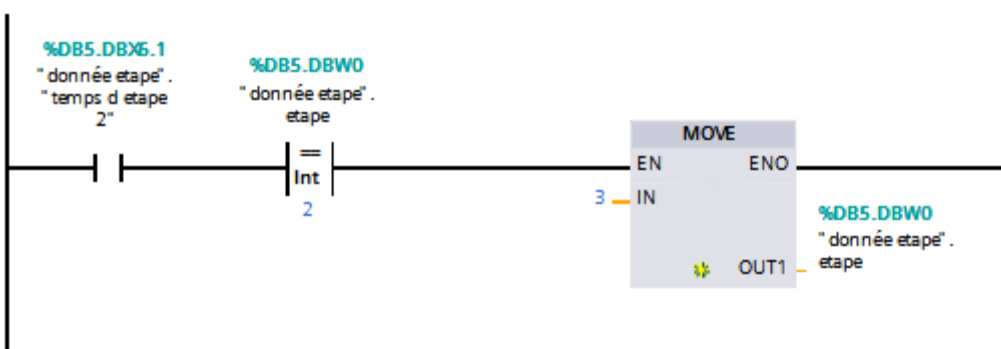 %DB5.DBX6.1
"donnée etape".
"temps d etape
2"
%DB5.DBW0
"donnée etape".
etape
==
Int
2
MOVE
EN ENO
3 IN
OUT1
%DB5.DBW0
"donnée etape".
etape